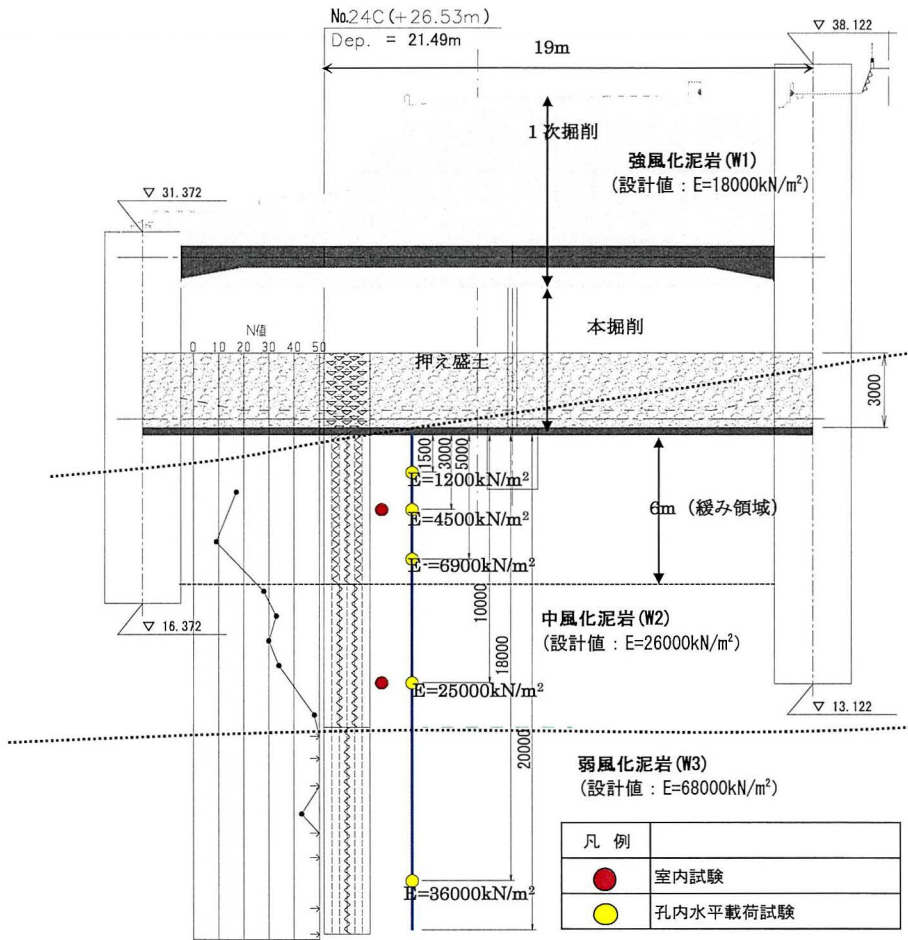 No.24C(+26.53m)
Dep. = 21.49m
19m
▽ 38.122
1次掘削
強風化泥岩(W1)
(設計値：E=18000kN/m²)
▽ 31.372
本掘削
N値
0 10 20 30 40 50
押え盛土
3000
1500
3000
5000
E=1200kN/m²
E=4500kN/m²
6m（緩み領域）
E=6900kN/m²
10000
18000
20000
▽ 16.372
中風化泥岩(W2)
(設計値：E=26000kN/m²)
E=25000kN/m²
▽ 13.122
弱風化泥岩(W3)
(設計値：E=68000kN/m²)
E=36000kN/m²
凡 例
室内試験
孔内水平載荷試験